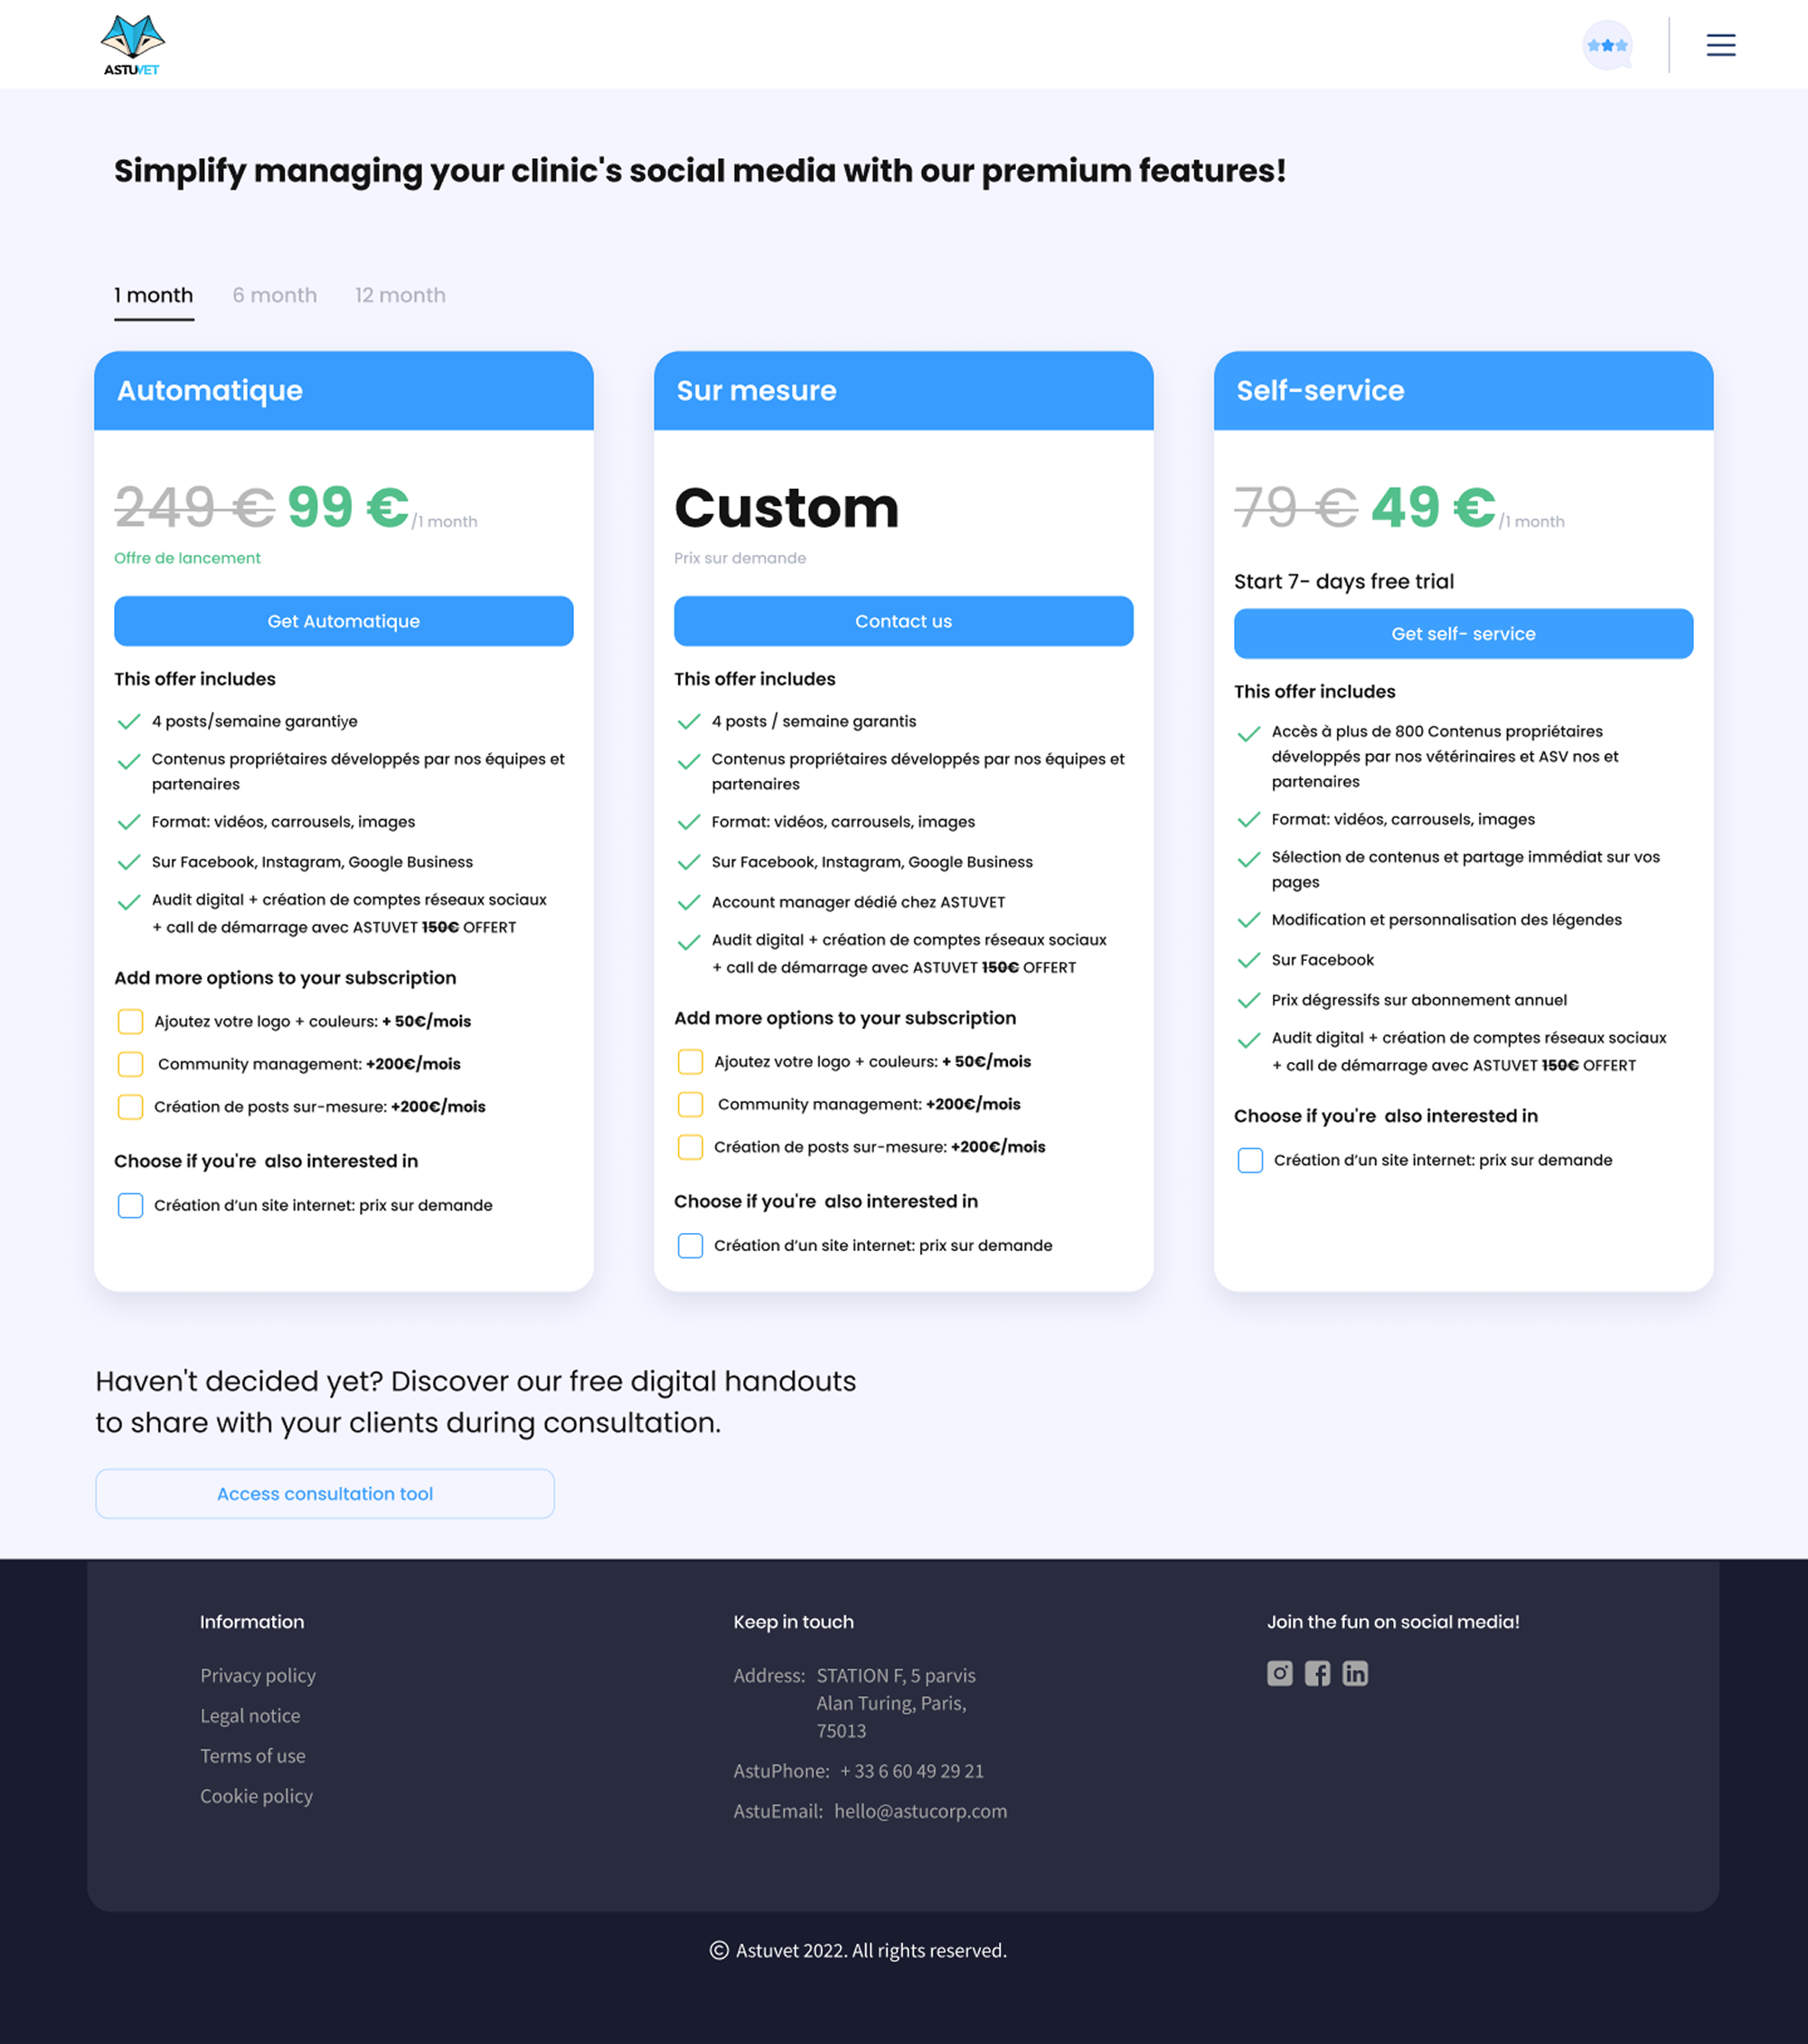 ASTUVET
Simplify managing your clinic's social media with our premium features!
1 month
6 month
12 month
Automatique
249 € 99 €/1 month
Offre de lancement
Get Automatique
This offer includes
4 posts/semaine garantiye
Contenus propriétaires développés par nos équipes et
partenaires
Format: vidéos, carrousels, images
Sur Facebook, Instagram, Google Business
Audit digital + création de comptes réseaux sociaux
+ call de démarrage avec ASTUVET 150€ OFFERT
Add more options to your subscription
Ajoutez votre logo + couleurs: + 50€/mois
Community management: +200€/mois
Création de posts sur-mesure: +200€/mois
Choose if you're also interested in
Création d'un site internet: prix sur demande
Sur mesure
Custom
Prix sur demande
Contact us
This offer includes
4 posts / semaine garantis
Contenus propriétaires développés par nos équipes et
partenaires
Format: vidéos, carrousels, images
Sur Facebook, Instagram, Google Business
Account manager dédié chez ASTUVET
Audit digital + création de comptes réseaux sociaux
+ call de démarrage avec ASTUVET 150€ OFFERT
Add more options to your subscription
Ajoutez votre logo + couleurs: + 50€/mois
Community management: +200€/mois
Création de posts sur-mesure: +200€/mois
Choose if you're also interested in
Création d'un site internet: prix sur demande
Self-service
79 € 49 €/1 month
Start 7- days free trial
Get self- service
This offer includes
Accès à plus de 800 Contenus propriétaires
développés par nos vétérinaires et ASV nos et
partenaires
Format: vidéos, carrousels, images
Sélection de contenus et partage immédiat sur vos
pages
Modification et personnalisation des légendes
Sur Facebook
Prix dégressifs sur abonnement annuel
Audit digital + création de comptes réseaux sociaux
+ call de démarrage avec ASTUVET 150€ OFFERT
Choose if you're also interested in
Création d'un site internet: prix sur demande
Haven't decided yet? Discover our free digital handouts
to share with your clients during consultation.
Access consultation tool
Information
Privacy policy
Legal notice
Terms of use
Cookie policy
Keep in touch
Address: STATION F, 5 parvis
Alan Turing, Paris,
75013
AstuPhone: + 33 6 60 49 29 21
AstuEmail: hello@astucorp.com
Join the fun on social media!
© Astuvet 2022. All rights reserved.